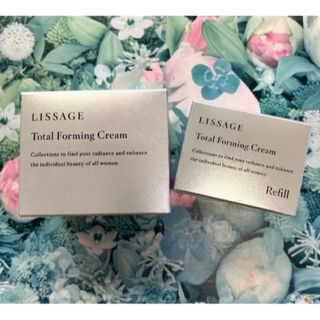 LISSAGE
Total Forming Cream
Collections to find your radiance and enhance
the individual beauty of all women
LISSAGE
Total Forming Cream
Collections to find your radiance and enhance
the individual beauty of all women
Refill